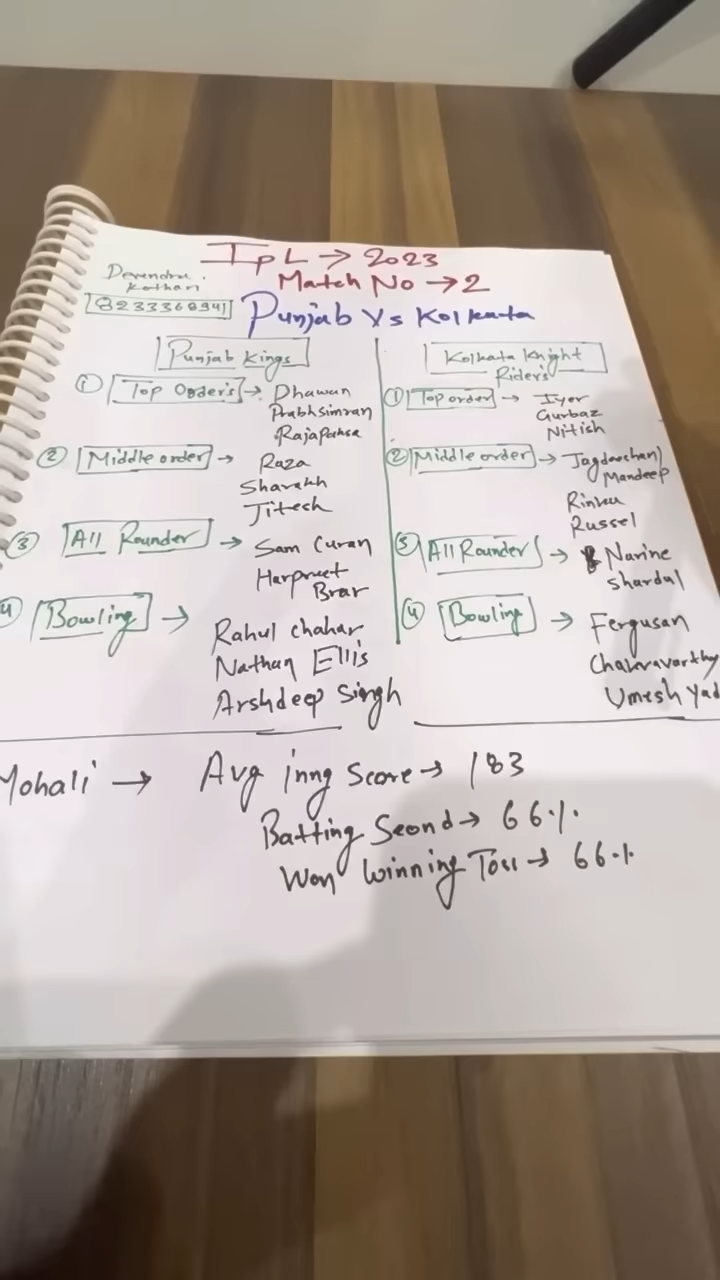 IpL → 2023
Match No → 2
Devendra
Kothari
823336894
Punjab Vs Kolkata
Punjab Kings
① Top Order's → Dhawan
Prabhsimran
Rajapaksa
② Middle order → Raza
Sharukh
Jitesh
③ All Rounder → Sam Curan
Harpreet
Brar
④ Bowling → Rahul Chahar
Nathan Ellis
Arshdeep Singh
Kolkata Knight
Riders
① Top order → Iyer
Gurbaz
Nitish
② Middle order → Jagdeeshan
Mandeep
Rinku
Russel
③ All Rounder → Narine
Shardul
④ Bowling → Fergusan
Chakravarthy
Umesh Yad
Mohali → Avg inng Score → 183
Batting Seond → 66%
Won Winning Toss → 66%